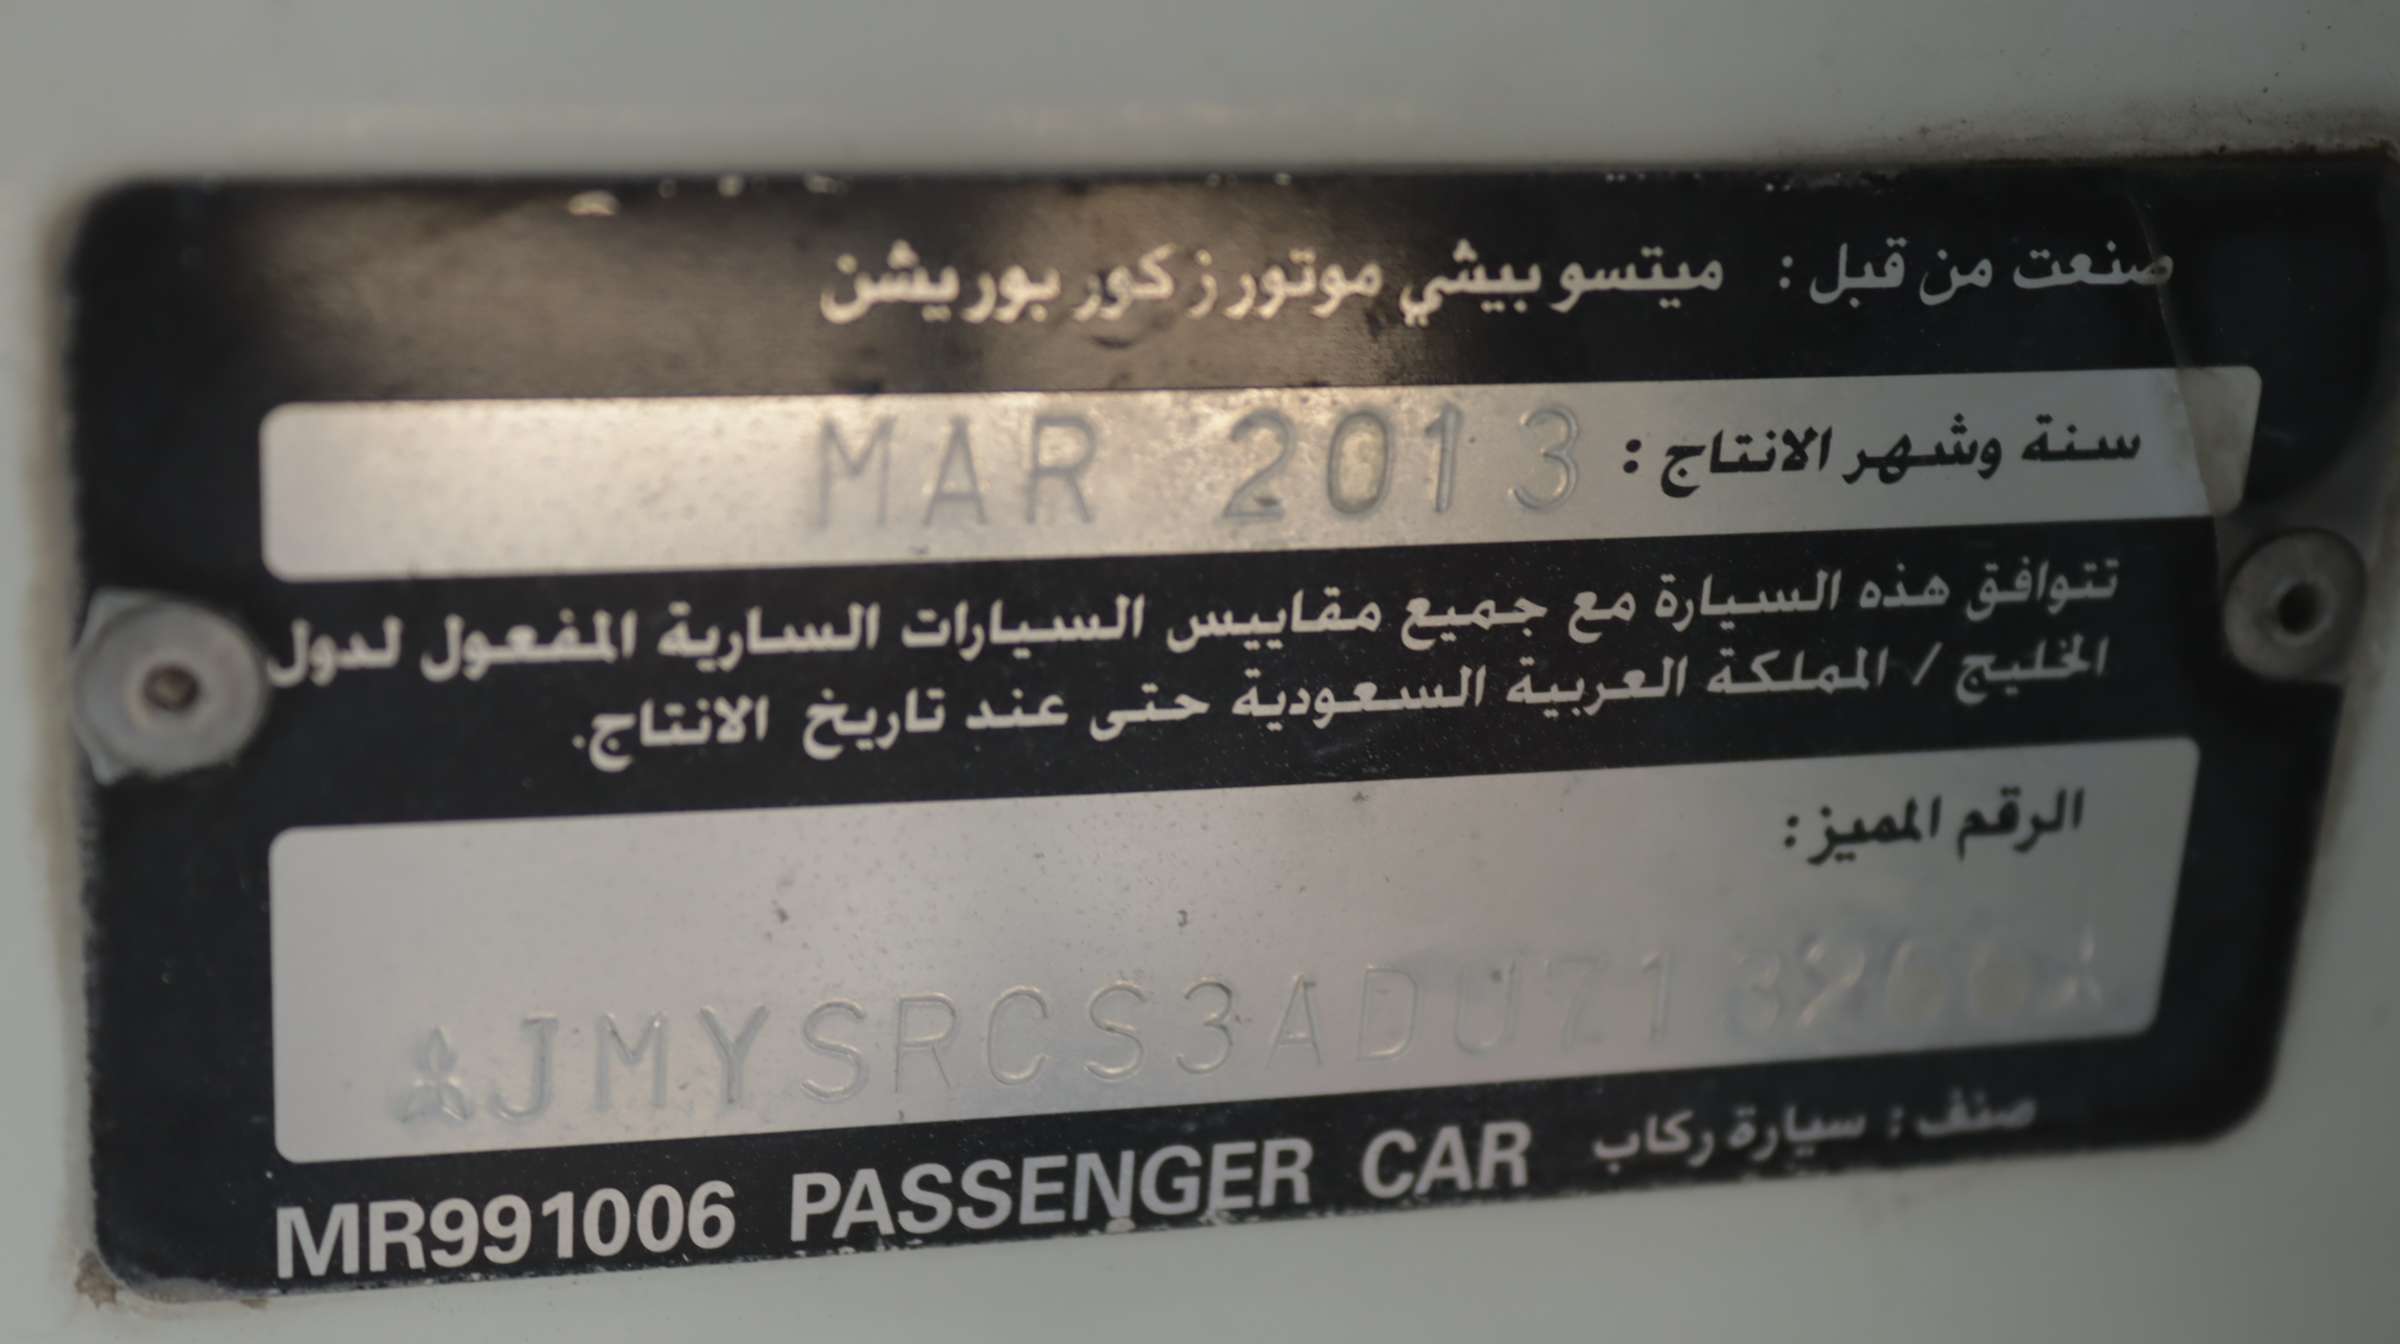 صنعت من قبل : ميتسوبيشي موتورز كوربوريشن
سنة وشهر الانتاج : MAR 2013
تتوافق هذه السيارة مع جميع مقاييس السيارات السارية المفعول لدول
الخليج / المملكة العربية السعودية حتى عند تاريخ الانتاج.
الرقم المميز:
صنف : سيارة ركاب
MR991006 PASSENGER CAR